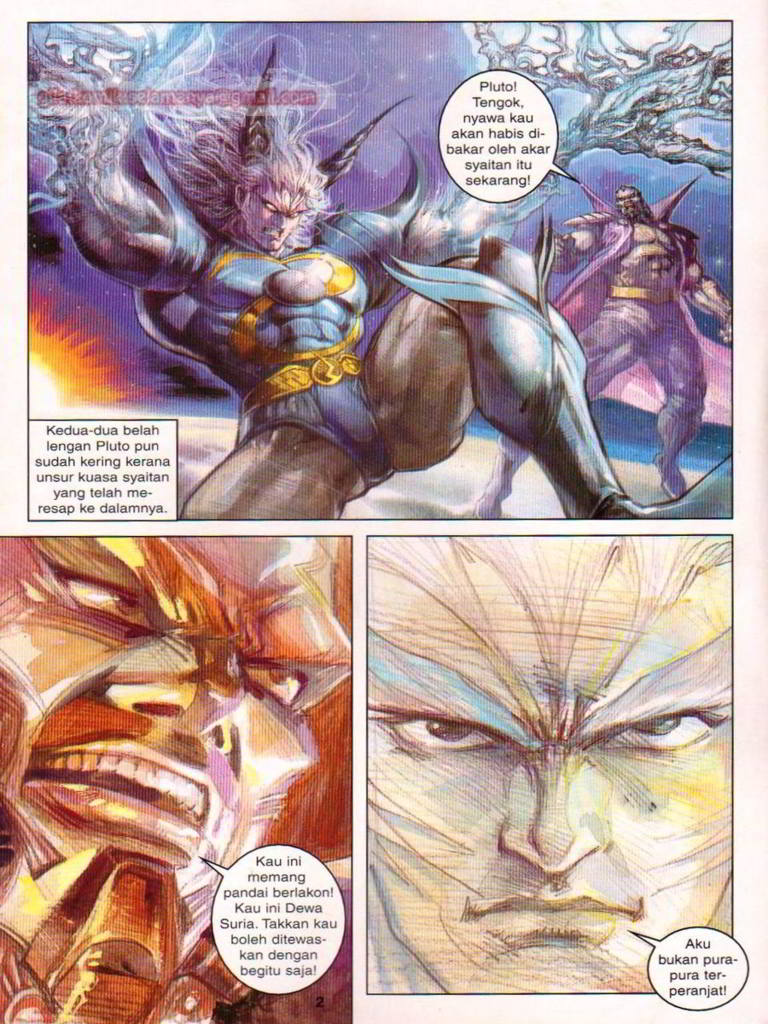 Pluto!
Tengok,
nyawa kau
akan habis di-
bakar oleh akar
syaitan itu
sekarang!
Kedua-dua belah
lengan Pluto pun
sudah kering kerana
unsur kuasa syaitan
yang telah me-
resap ke dalamnya.
Kau ini
memang
pandai berlakon!
Kau ini Dewa
Suria. Takkan kau
boleh ditewas-
kan dengan
begitu saja!
Aku
bukan pura-
pura ter-
peranjat!
2